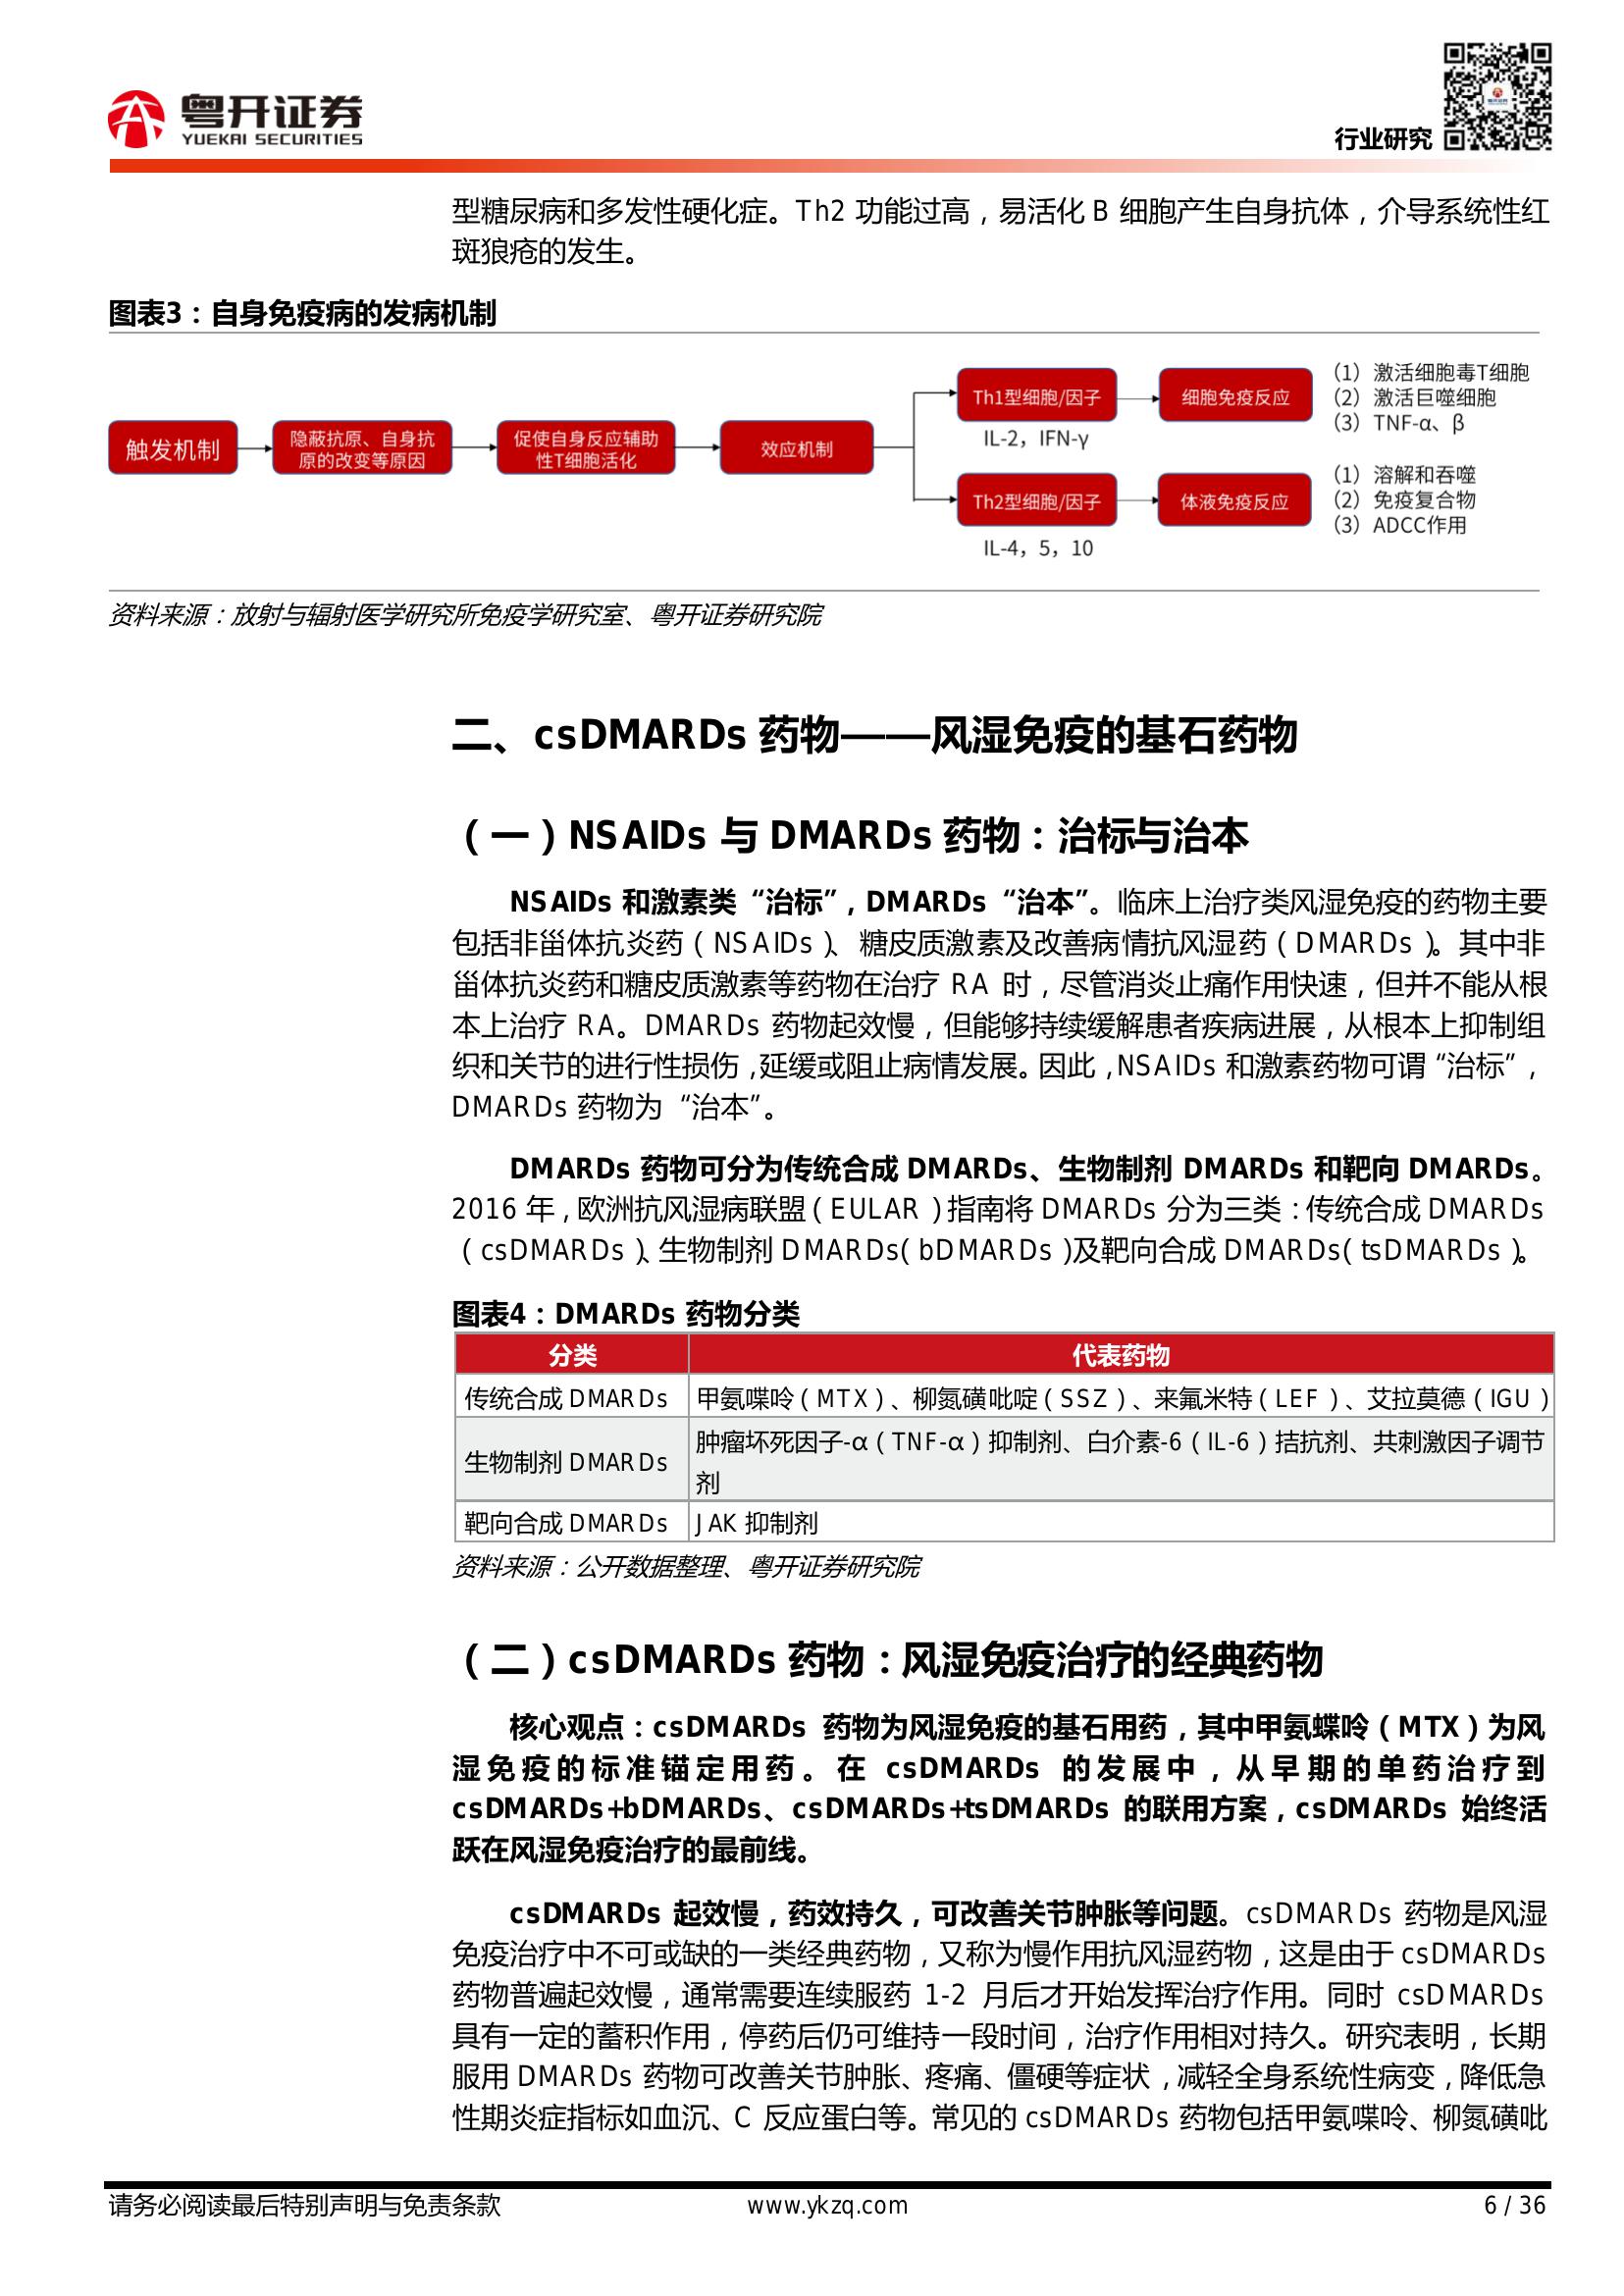 粤开证券
YUEKAI SECURITIES
行业研究
型糖尿病和多发性硬化症。Th2 功能过高，易活化 B 细胞产生自身抗体，介导系统性红
斑狼疮的发生。
图表3：自身免疫病的发病机制
触发机制
隐蔽抗原、自身抗
原的改变等原因
促使自身反应辅助
性T细胞活化
效应机制
Th1型细胞/因子
IL-2，IFN-γ
细胞免疫反应
（1）激活细胞毒T细胞
（2）激活巨噬细胞
（3）TNF-α、β
Th2型细胞/因子
IL-4，5，10
体液免疫反应
（1）溶解和吞噬
（2）免疫复合物
（3）ADCC作用
资料来源：放射与辐射医学研究所免疫学研究室、粤开证券研究院
二、csDMARDs 药物——风湿免疫的基石药物
（一）NSAIDs 与 DMARDs 药物：治标与治本
NSAIDs 和激素类“治标”，DMARDs“治本”。临床上治疗类风湿免疫的药物主要
包括非甾体抗炎药（NSAIDs）、糖皮质激素及改善病情抗风湿药（DMARDs）。其中非
甾体抗炎药和糖皮质激素等药物在治疗 RA 时，尽管消炎止痛作用快速，但并不能从根
本上治疗 RA。DMARDs 药物起效慢，但能够持续缓解患者疾病进展，从根本上抑制组
织和关节的进行性损伤，延缓或阻止病情发展。因此，NSAIDs 和激素药物可谓“治标”，
DMARDs 药物为“治本”。
DMARDs 药物可分为传统合成 DMARDs、生物制剂 DMARDs 和靶向 DMARDs。
2016 年，欧洲抗风湿病联盟（EULAR）指南将 DMARDs 分为三类：传统合成 DMARDs
（csDMARDs）、生物制剂 DMARDs（bDMARDs）及靶向合成 DMARDs（tsDMARDs）。
图表4：DMARDs 药物分类
分类 代表药物
传统合成 DMARDs 甲氨喋呤（MTX）、柳氮磺吡啶（SSZ）、来氟米特（LEF）、艾拉莫德（IGU）
生物制剂 DMARDs 肿瘤坏死因子-α（TNF-α）抑制剂、白介素-6（IL-6）拮抗剂、共刺激因子调节
剂
靶向合成 DMARDs JAK 抑制剂
资料来源：公开数据整理、粤开证券研究院
（二）csDMARDs 药物：风湿免疫治疗的经典药物
核心观点：csDMARDs 药物为风湿免疫的基石用药，其中甲氨蝶呤（MTX）为风
湿免疫的标准锚定用药。在 csDMARDs 的发展中，从早期的单药治疗到
csDMARDs+bDMARDs、csDMARDs+tsDMARDs 的联用方案，csDMARDs 始终活
跃在风湿免疫治疗的最前线。
csDMARDs 起效慢，药效持久，可改善关节肿胀等问题。csDMARDs 药物是风湿
免疫治疗中不可或缺的一类经典药物，又称为慢作用抗风湿药物，这是由于 csDMARDs
药物普遍起效慢，通常需要连续服药 1-2 月后才开始发挥治疗作用。同时 csDMARDs
具有一定的蓄积作用，停药后仍可维持一段时间，治疗作用相对持久。研究表明，长期
服用 DMARDs 药物可改善关节肿胀、疼痛、僵硬等症状，减轻全身系统性病变，降低急
性期炎症指标如血沉、C 反应蛋白等。常见的 csDMARDs 药物包括甲氨喋呤、柳氮磺吡
请务必阅读最后特别声明与免责条款 www.ykzq.com 6 / 36